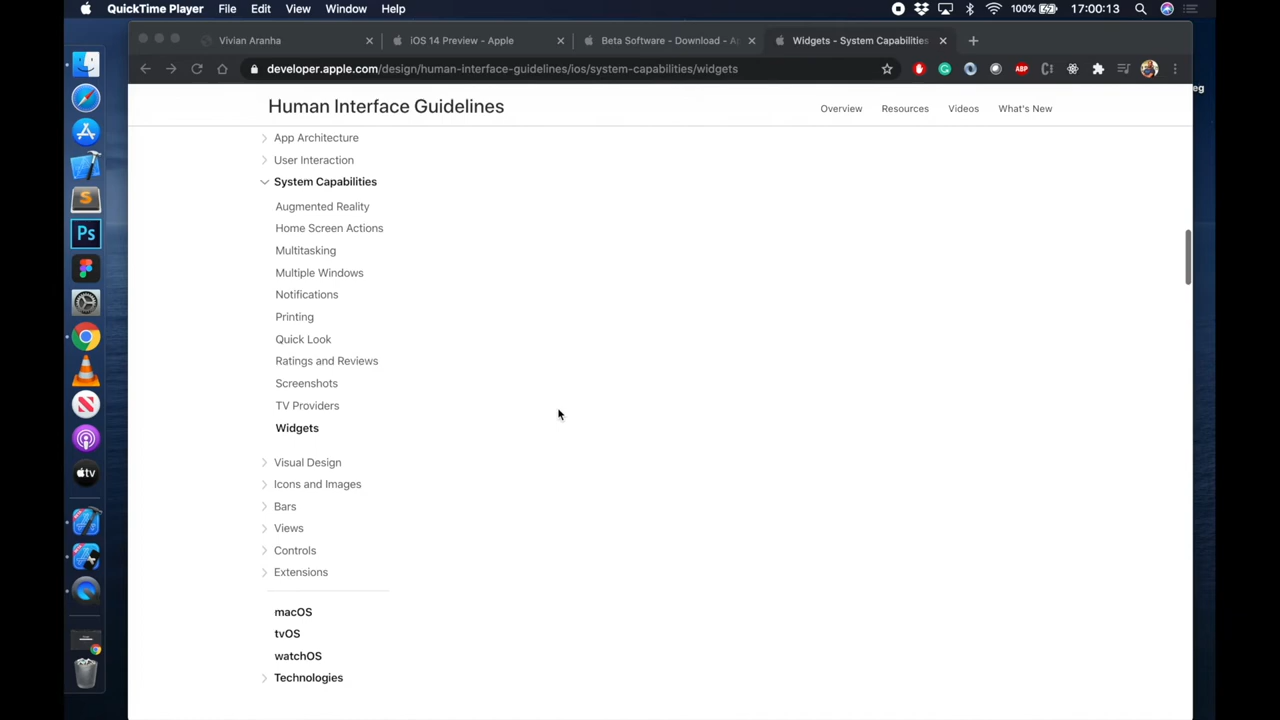 QuickTime Player File Edit View Window Help 100% 17:00:13
Vivian Aranha iOS 14 Preview - Apple Beta Software - Download - A Widgets - System Capabilities
developer.apple.com/design/human-interface-guidelines/ios/system-capabilities/widgets ABP
eg
Human Interface Guidelines Overview Resources Videos What's New
App Architecture
User Interaction
System Capabilities
Augmented Reality
Home Screen Actions
Multitasking
Multiple Windows
Notifications
Printing
Quick Look
Ratings and Reviews
Screenshots
TV Providers
Widgets
Visual Design
Icons and Images
Bars
Views
Controls
Extensions
macOS
tvOS
watchOS
Technologies
S
Ps
tv